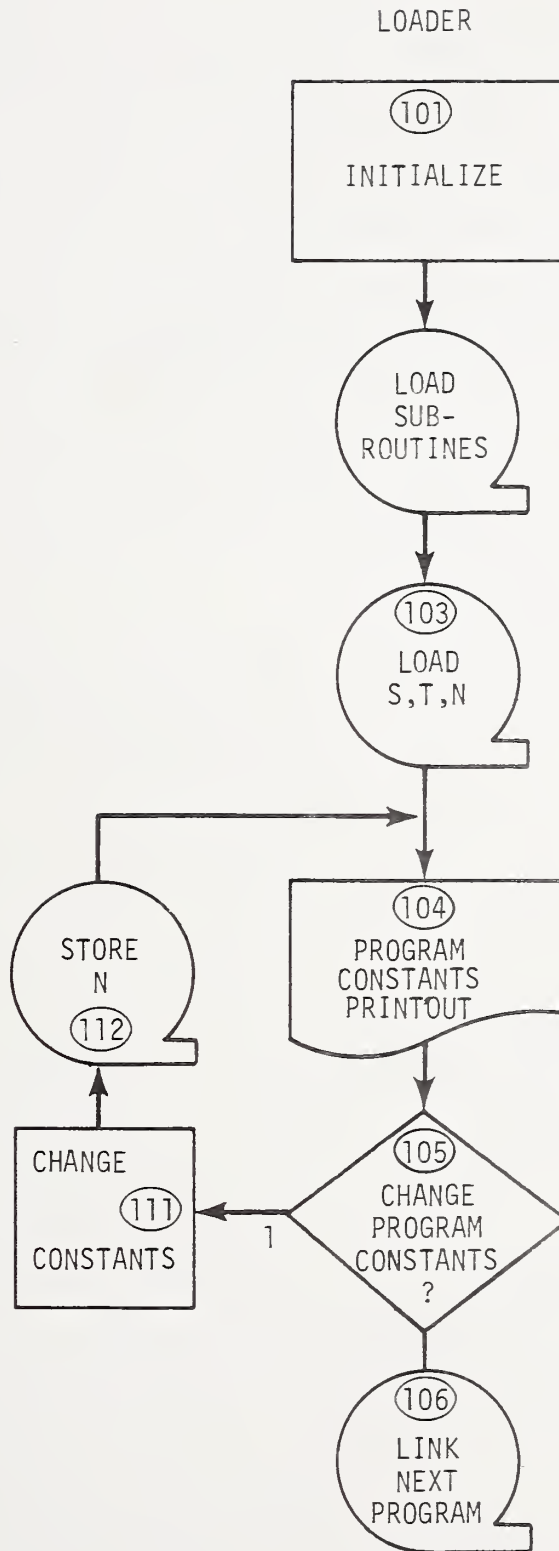 LOADER
101
INITIALIZE
LOAD
SUB-
ROUTINES
103
LOAD
S,T,N
104
PROGRAM
CONSTANTS
PRINTOUT
105
CHANGE
PROGRAM
CONSTANTS
?
1
CHANGE
111
CONSTANTS
STORE
N
112
106
LINK
NEXT
PROGRAM